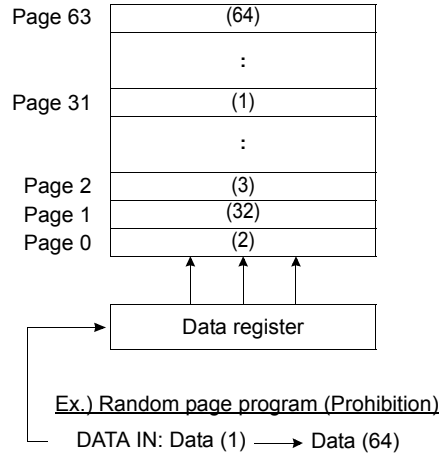 Page 63 (64)
:
Page 31 (1)
:
Page 2 (3)
Page 1 (32)
Page 0 (2)
Data register
Ex.) Random page program (Prohibition)
DATA IN: Data (1) Data (64)